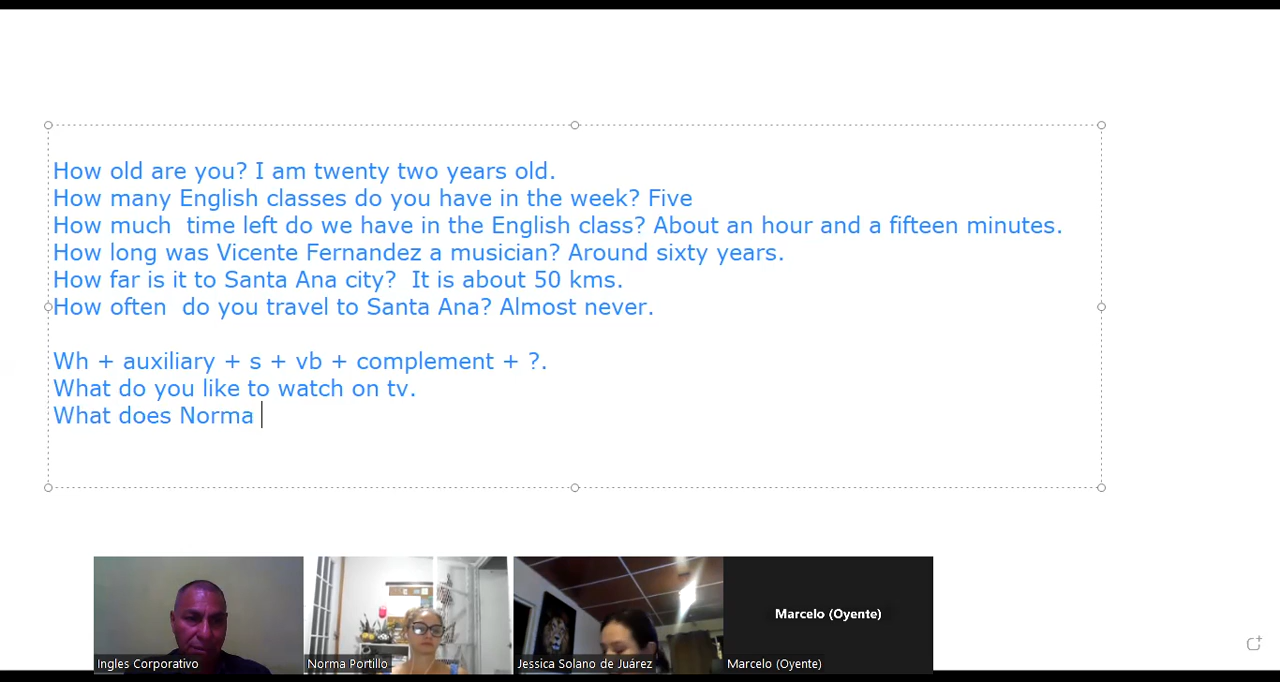 How old are you? I am twenty two years old.
How many English classes do you have in the week? Five
How much  time left do we have in the English class? About an hour and a fifteen minutes.
How long was Vicente Fernandez a musician? Around sixty years.
How far is it to Santa Ana city?  It is about 50 kms.
How often  do you travel to Santa Ana? Almost never.
Wh + auxiliary + s + vb + complement + ?.
What do you like to watch on tv.
What does Norma
Marcelo (Oyente)
Ingles Corporativo
Norma Portillo
Jessica Solano de Juárez
Marcelo (Oyente)